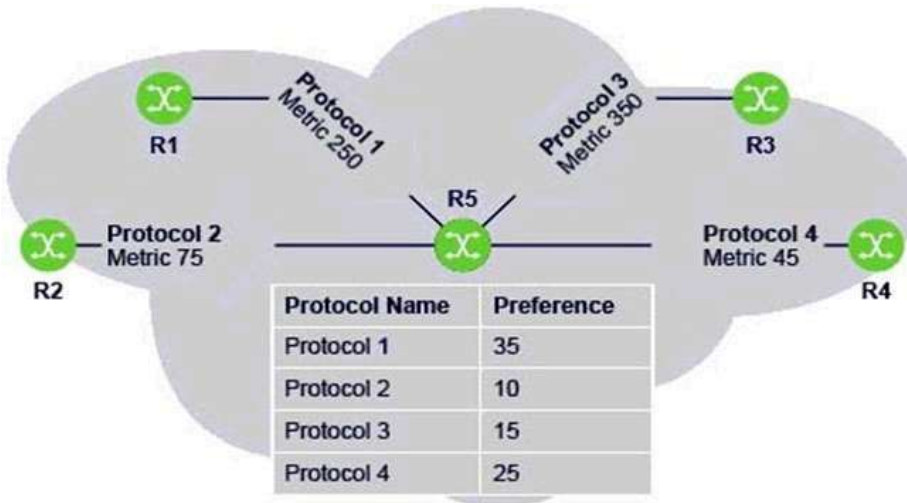 Protocol 1
Metric 250
Protocol 3
Metric 350
R1
R3
R5
Protocol 2
Metric 75
Protocol 4
Metric 45
R2
R4
Protocol Name Preference
Protocol 1 35
Protocol 2 10
Protocol 3 15
Protocol 4 25